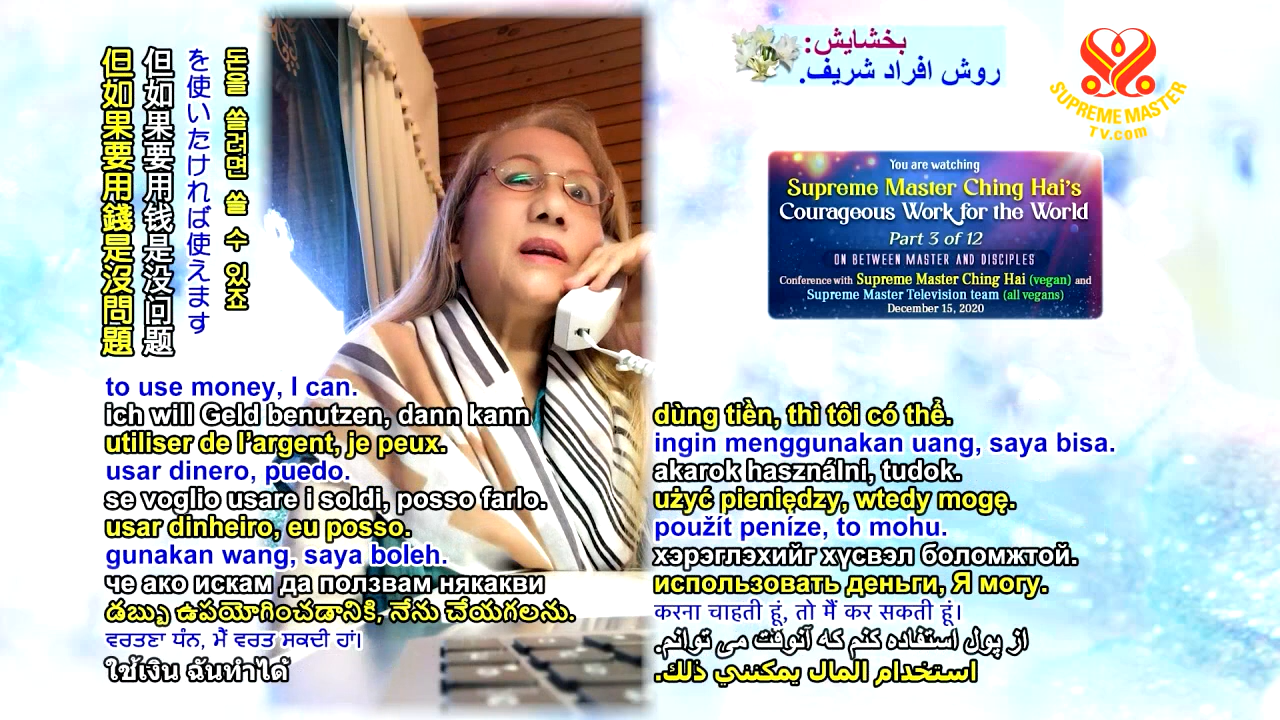 돈을 쓸려면 쓸 수 있죠
を使いたければ使えます
但如果要用钱是没问题
但如果要用錢是沒問題
بخشایش:
روش افراد شریف.
SUPREME MASTER
TV.com
You are watching
Supreme Master Ching Hai's
Courageous Work for the World
Part 3 of 12
ON BETWEEN MASTER AND DISCIPLES
Conference with Supreme Master Ching Hai (vegan) and
Supreme Master Television team (all vegans)
December 15, 2020
to use money, I can.
ich will Geld benutzen, dann kann
utiliser de l'argent, je peux.
usar dinero, puedo.
se voglio usare i soldi, posso farlo.
usar dinheiro, eu posso.
gunakan wang, saya boleh.
че ако искам да ползвам някакви
డబ్బు ఉపయోగించడానికి, నేను చేయగలను.
ਵਰਤਣਾ ਧੰਨ, ਮੈਂ ਵਰਤ ਸਕਦੀ ਹਾਂ।
ใช้เงิน ฉันทำได้
dùng tiền, thì tôi có thể.
ingin menggunakan uang, saya bisa.
akarok használni, tudok.
użyć pieniędzy, wtedy mogę.
použít peníze, to mohu.
хэрэглэхийг хүсвэл боломжтой.
использовать деньги, Я могу.
करना चाहती हूं, तो मैं कर सकती हूं।
از پول استفاده کنم که آنوقت می توانم.
استخدام المال يمكنني ذلك.